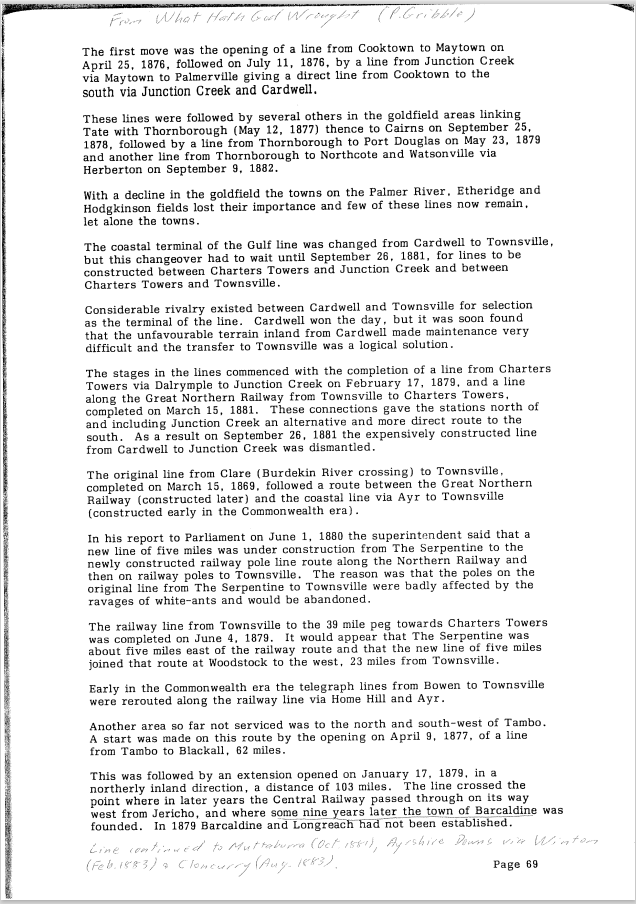 From What Hath God Wrought (P. Gribble)
The first move was the opening of a line from Cooktown to Maytown on
April 25, 1876, followed on July 11, 1876, by a line from Junction Creek
via Maytown to Palmerville giving a direct line from Cooktown to the
south via Junction Creek and Cardwell.
These lines were followed by several others in the goldfield areas linking
Tate with Thornborough (May 12, 1877) thence to Cairns on September 25,
1878, followed by a line from Thornborough to Port Douglas on May 23, 1879
and another line from Thornborough to Northcote and Watsonville via
Herberton on September 9, 1882.
With a decline in the goldfield the towns on the Palmer River, Etheridge and
Hodgkinson fields lost their importance and few of these lines now remain,
let alone the towns.
The coastal terminal of the Gulf line was changed from Cardwell to Townsville,
but this changeover had to wait until September 26, 1881, for lines to be
constructed between Charters Towers and Junction Creek and between
Charters Towers and Townsville.
Considerable rivalry existed between Cardwell and Townsville for selection
as the terminal of the line. Cardwell won the day, but it was soon found
that the unfavourable terrain inland from Cardwell made maintenance very
difficult and the transfer to Townsville was a logical solution.
The stages in the lines commenced with the completion of a line from Charters
Towers via Dalrymple to Junction Creek on February 17, 1879, and a line
along the Great Northern Railway from Townsville to Charters Towers,
completed on March 15, 1881. These connections gave the stations north of
and including Junction Creek an alternative and more direct route to the
south. As a result on September 26, 1881 the expensively constructed line
from Cardwell to Junction Creek was dismantled.
The original line from Clare (Burdekin River crossing) to Townsville,
completed on March 15, 1869, followed a route between the Great Northern
Railway (constructed later) and the coastal line via Ayr to Townsville
(constructed early in the Commonwealth era).
In his report to Parliament on June 1, 1880 the superintendent said that a
new line of five miles was under construction from The Serpentine to the
newly constructed railway pole line route along the Northern Railway and
then on railway poles to Townsville. The reason was that the poles on the
original line from The Serpentine to Townsville were badly affected by the
ravages of white-ants and would be abandoned.
The railway line from Townsville to the 39 mile peg towards Charters Towers
was completed on June 4, 1879. It would appear that The Serpentine was
about five miles east of the railway route and that the new line of five miles
joined that route at Woodstock to the west, 23 miles from Townsville.
Early in the Commonwealth era the telegraph lines from Bowen to Townsville
were rerouted along the railway line via Home Hill and Ayr.
Another area so far not serviced was to the north and south-west of Tambo.
A start was made on this route by the opening on April 9, 1877, of a line
from Tambo to Blackall, 62 miles.
This was followed by an extension opened on January 17, 1879, in a
northerly inland direction, a distance of 103 miles. The line crossed the
point where in later years the Central Railway passed through on its way
west from Jericho, and where some nine years later the town of Barcaldine was
founded. In 1879 Barcaldine and Longreach had not been established.
Line continued to Muttaburra (Oct 1881), Ayrshire Downs via Winton
(Feb. 1883) & Cloncurry (Aug. 1883).
Page 69